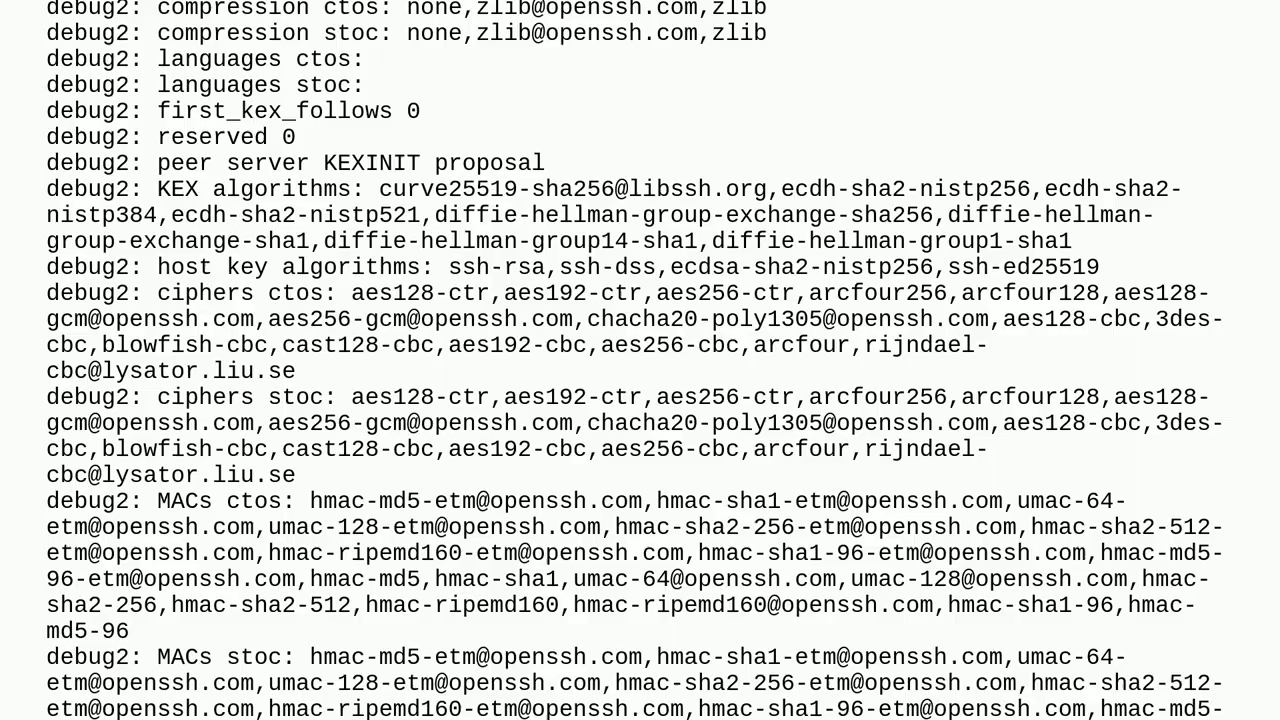 debug2: compression ctos: none,zlib@openssh.com,zlib
debug2: compression stoc: none,zlib@openssh.com,zlib
debug2: languages ctos:
debug2: languages stoc:
debug2: first_kex_follows 0
debug2: reserved 0
debug2: peer server KEXINIT proposal
debug2: KEX algorithms: curve25519-sha256@libssh.org,ecdh-sha2-nistp256,ecdh-sha2-
nistp384,ecdh-sha2-nistp521,diffie-hellman-group-exchange-sha256,diffie-hellman-
group-exchange-sha1,diffie-hellman-group14-sha1,diffie-hellman-group1-sha1
debug2: host key algorithms: ssh-rsa,ssh-dss,ecdsa-sha2-nistp256,ssh-ed25519
debug2: ciphers ctos: aes128-ctr,aes192-ctr,aes256-ctr,arcfour256,arcfour128,aes128-
gcm@openssh.com,aes256-gcm@openssh.com,chacha20-poly1305@openssh.com,aes128-cbc,3des-
cbc,blowfish-cbc,cast128-cbc,aes192-cbc,aes256-cbc,arcfour,rijndael-
cbc@lysator.liu.se
debug2: ciphers stoc: aes128-ctr,aes192-ctr,aes256-ctr,arcfour256,arcfour128,aes128-
gcm@openssh.com,aes256-gcm@openssh.com,chacha20-poly1305@openssh.com,aes128-cbc,3des-
cbc,blowfish-cbc,cast128-cbc,aes192-cbc,aes256-cbc,arcfour,rijndael-
cbc@lysator.liu.se
debug2: MACs ctos: hmac-md5-etm@openssh.com,hmac-sha1-etm@openssh.com,umac-64-
etm@openssh.com,umac-128-etm@openssh.com,hmac-sha2-256-etm@openssh.com,hmac-sha2-512-
etm@openssh.com,hmac-ripemd160-etm@openssh.com,hmac-sha1-96-etm@openssh.com,hmac-md5-
96-etm@openssh.com,hmac-md5,hmac-sha1,umac-64@openssh.com,umac-128@openssh.com,hmac-
sha2-256,hmac-sha2-512,hmac-ripemd160,hmac-ripemd160@openssh.com,hmac-sha1-96,hmac-
md5-96
debug2: MACs stoc: hmac-md5-etm@openssh.com,hmac-sha1-etm@openssh.com,umac-64-
etm@openssh.com,umac-128-etm@openssh.com,hmac-sha2-256-etm@openssh.com,hmac-sha2-512-
etm@openssh.com,hmac-ripemd160-etm@openssh.com,hmac-sha1-96-etm@openssh.com,hmac-md5-